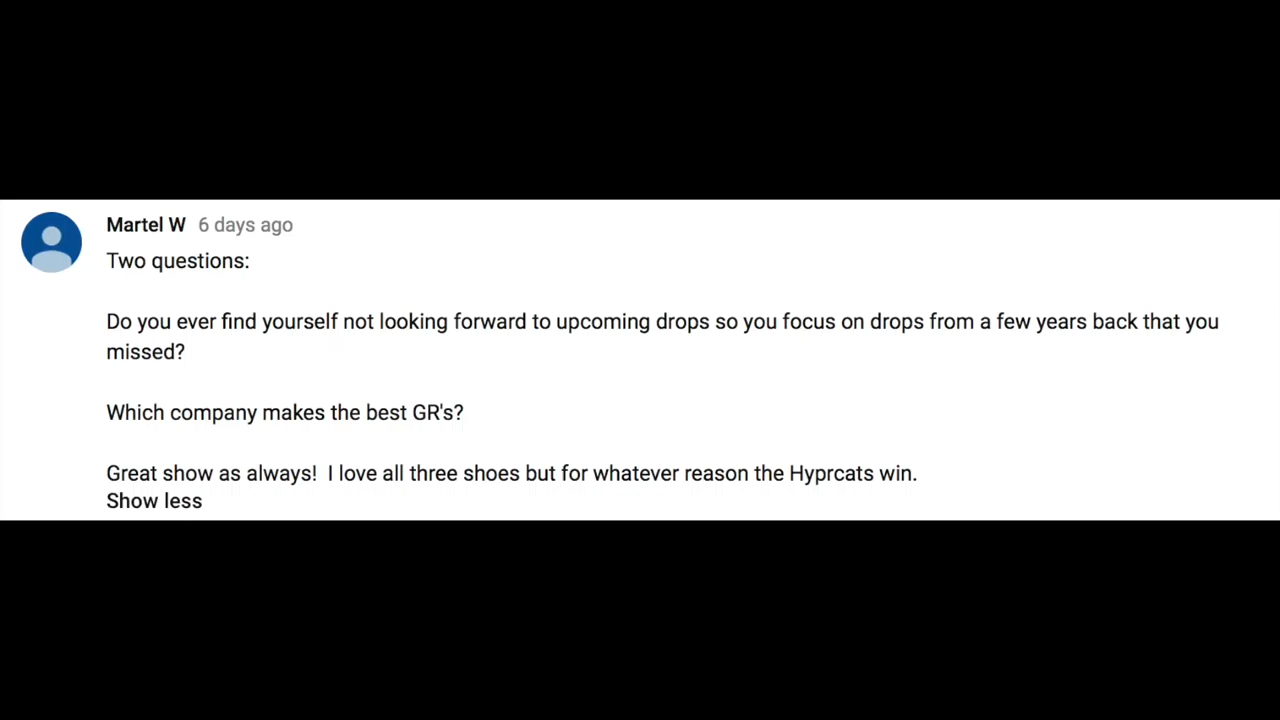 Martel W 6 days ago
Two questions:
Do you ever find yourself not looking forward to upcoming drops so you focus on drops from a few years back that you
missed?
Which company makes the best GR's?
Great show as always!  I love all three shoes but for whatever reason the Hyprcats win.
Show less